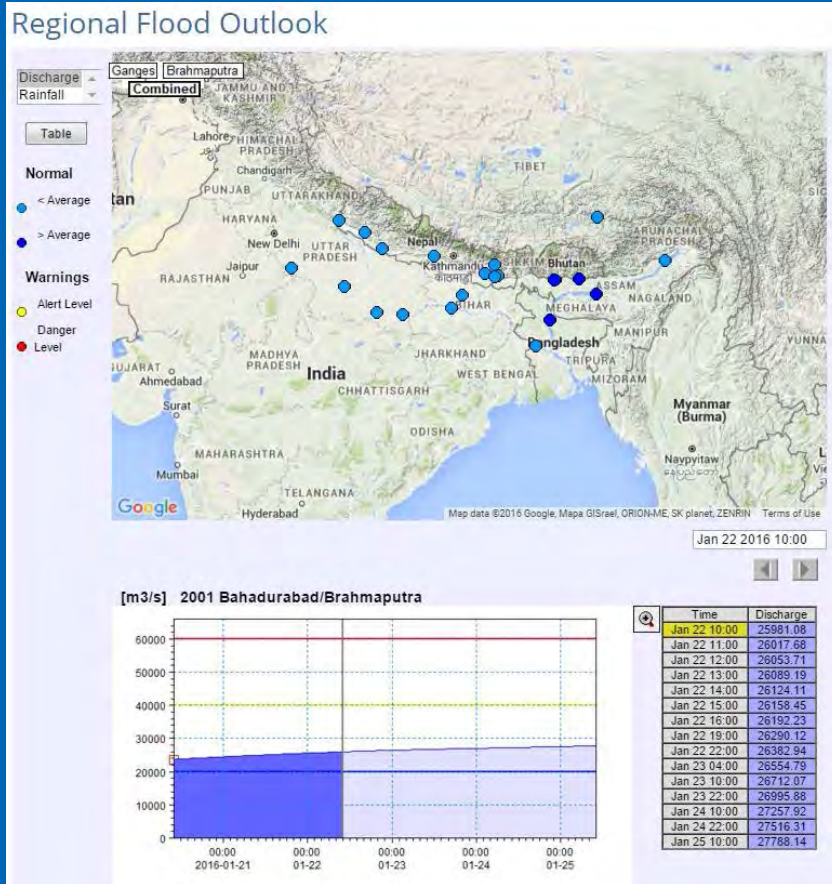 Regional Flood Outlook
Discharge
Rainfall
Table
Normal
< Average
> Average
Warnings
Alert Level
Danger
Level
Ganges Brahmaputra
Combined
JAMMU AND
KASHMIR
Lahore
HIMACHAL
PRADESH
Chandigarh
PUNJAB
UTTARAKHAND
tan
HARYANA
New Delhi
UTTAR
PRADESH
Jaipur
RAJASTHAN
Nepal
Kathmandu
TIBET
SIKKIM
Bhutan
ARUNACHAL
PRADESH
ASSAM
NAGALAND
MEGHALAYA
BIHAR
MANIPUR
Bangladesh
TRIPURA
MIZORAM
YUNNA
MADHYA
PRADESH
JHARKHAND
WEST BENGAL
GUJARAT
Ahmedabad
India
CHHATTISGARH
Surat
ODISHA
Myanmar
(Burma)
Naypyitaw
MAHARASHTRA
Mumbai
TELANGANA
Hyderabad
Google
Map data ©2016 Google, Mapa GISrael, ORION-ME, SK planet, ZENRIN Terms of Use
Jan 22 2016 10:00
[m3/s] 2001 Bahadurabad/Brahmaputra
60000
50000
40000
30000
20000
10000
0
00:00 00:00 00:00 00:00 00:00
2016-01-21 01-22 01-23 01-24 01-25
Time Discharge
Jan 22 10:00 25981.08
Jan 22 11:00 26017.68
Jan 22 12:00 26053.71
Jan 22 13:00 26089.19
Jan 22 14:00 26124.11
Jan 22 15:00 26158.45
Jan 22 16:00 26192.23
Jan 22 19:00 26290.12
Jan 22 22:00 26382.94
Jan 23 04:00 26554.79
Jan 23 10:00 26712.07
Jan 23 22:00 26995.88
Jan 24 10:00 27257.92
Jan 24 22:00 27516.31
Jan 25 10:00 27788.14